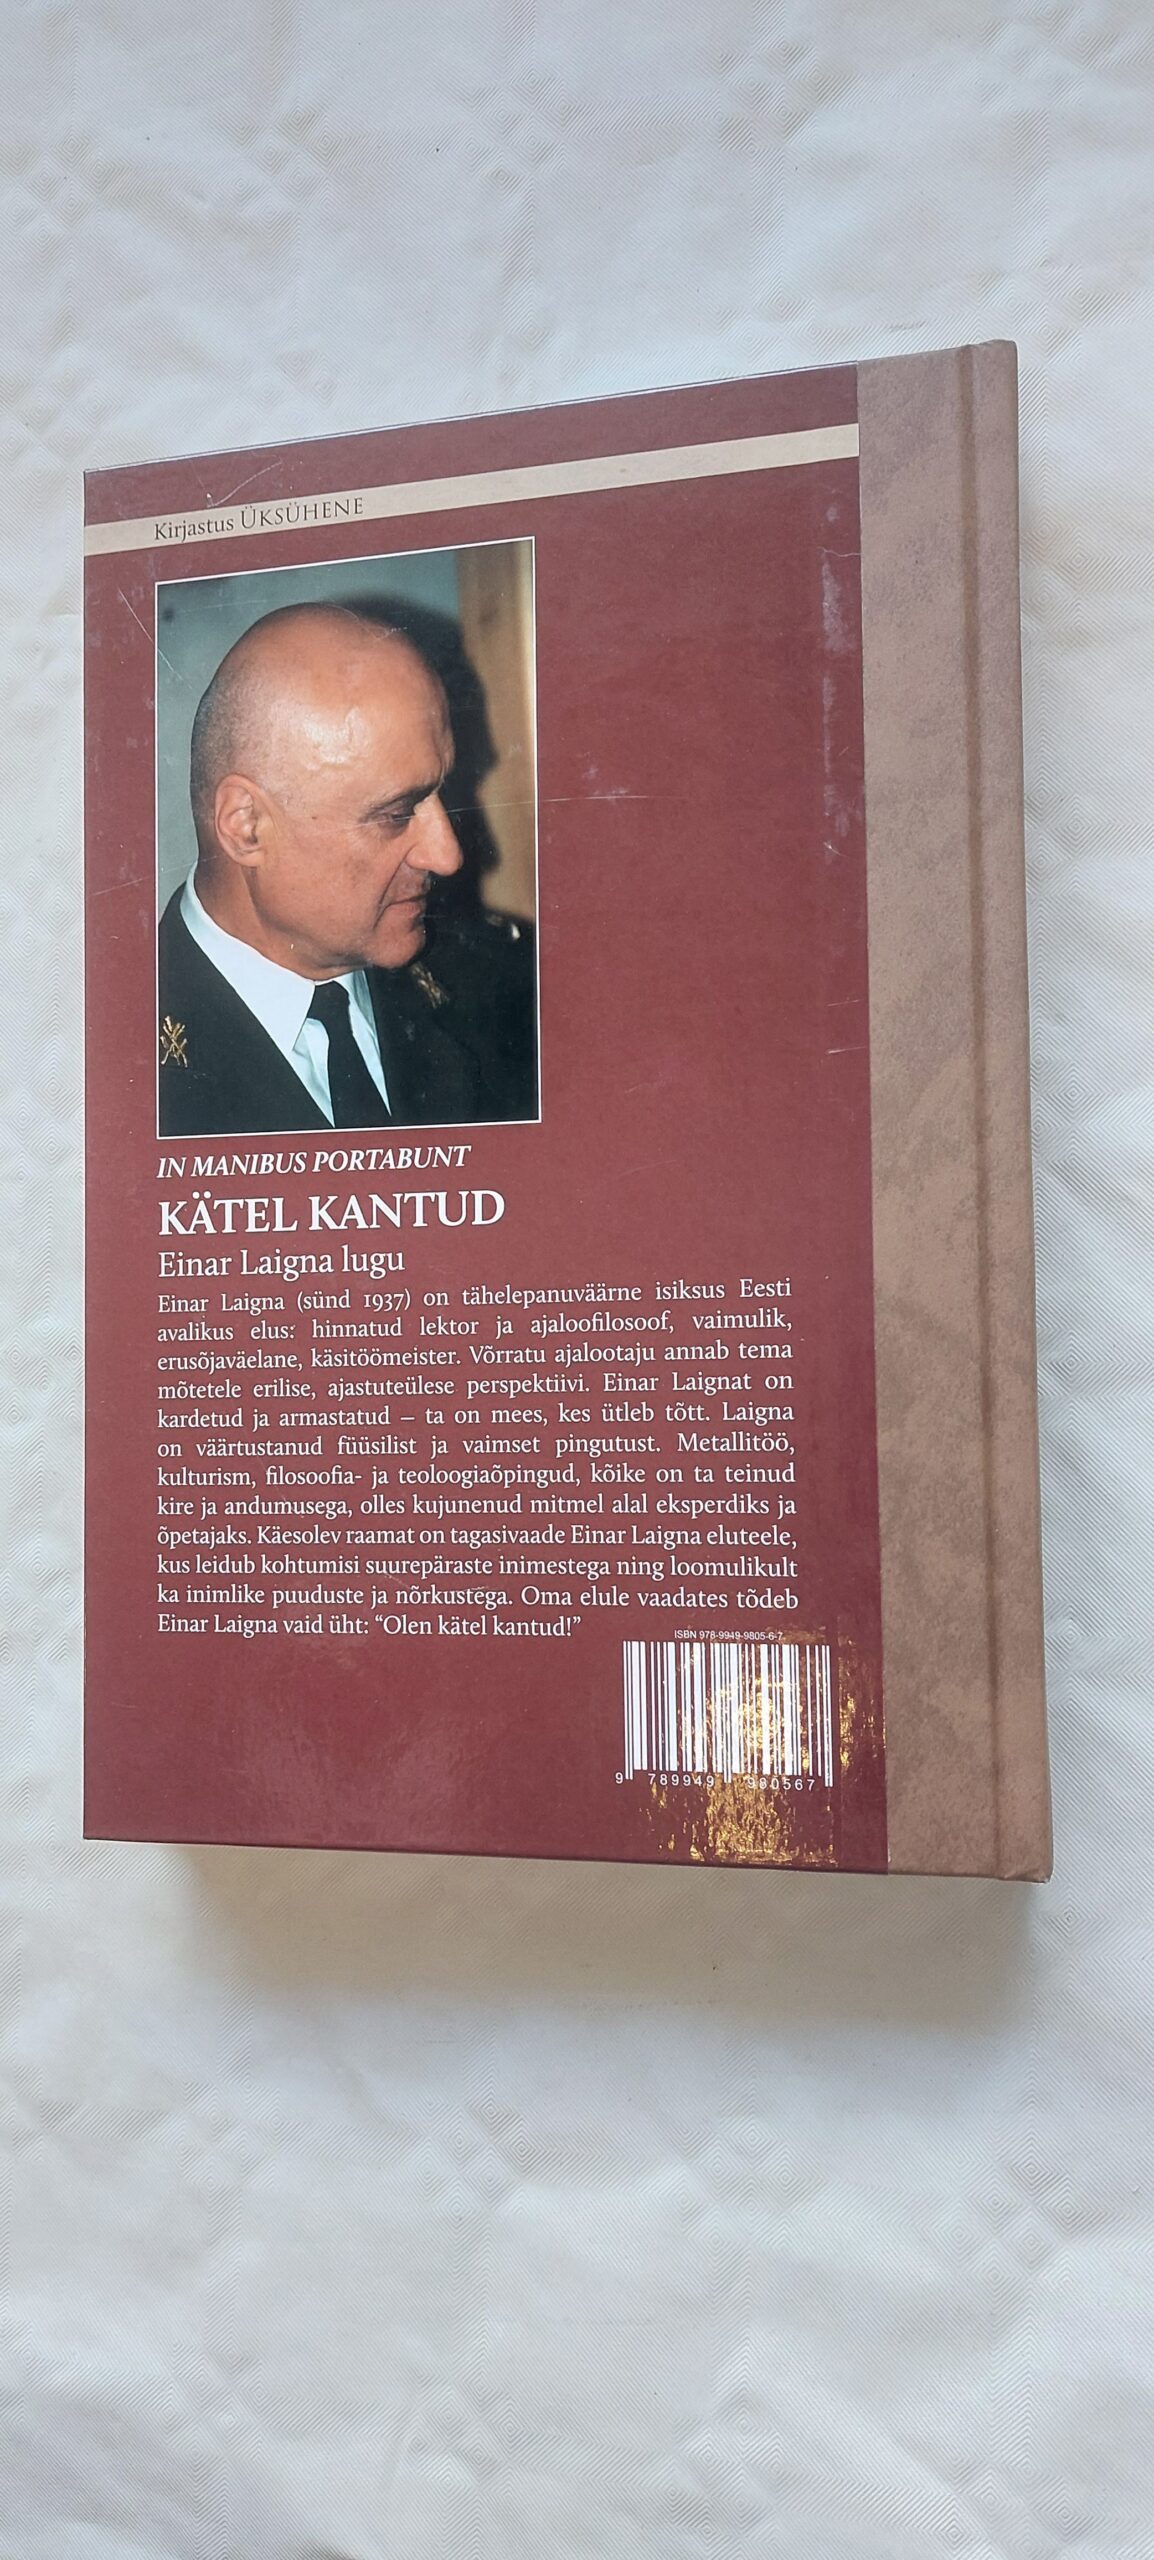 Kirjastus ÜKSÜHENE
IN MANIBUS PORTABUNT
KÄTEL KANTUD
Einar Laigna lugu
Einar Laigna (sünd 1937) on tähelepanuväärne isiksus Eesti
avalikus elus: hinnatud lektor ja ajaloofilosoof, vaimulik,
erusõjaväelane, käsitöömeister. Võrratu ajalootaju annab tema
mõtetele erilise, ajastuteülese perspektiivi. Einar Laignat on
kardetud ja armastatud – ta on mees, kes ütleb tõtt. Laigna
on väärtustanud füüsilist ja vaimset pingutust. Metallitöö,
kulturism, filosoofia- ja teoloogiaõpingud, kõike on ta teinud
kire ja andumusega, olles kujunenud mitmel alal eksperdiks ja
õpetajaks. Käesolev raamat on tagasivaade Einar Laigna eluteele,
kus leidub kohtumisi suurepäraste inimestega ning loomulikult
ka inimlike puuduste ja nõrkustega. Oma elule vaadates tõdeb
Einar Laigna vaid üht: “Olen kätel kantud!”
ISBN 978-9949-9805-6-7
9 789949 980567